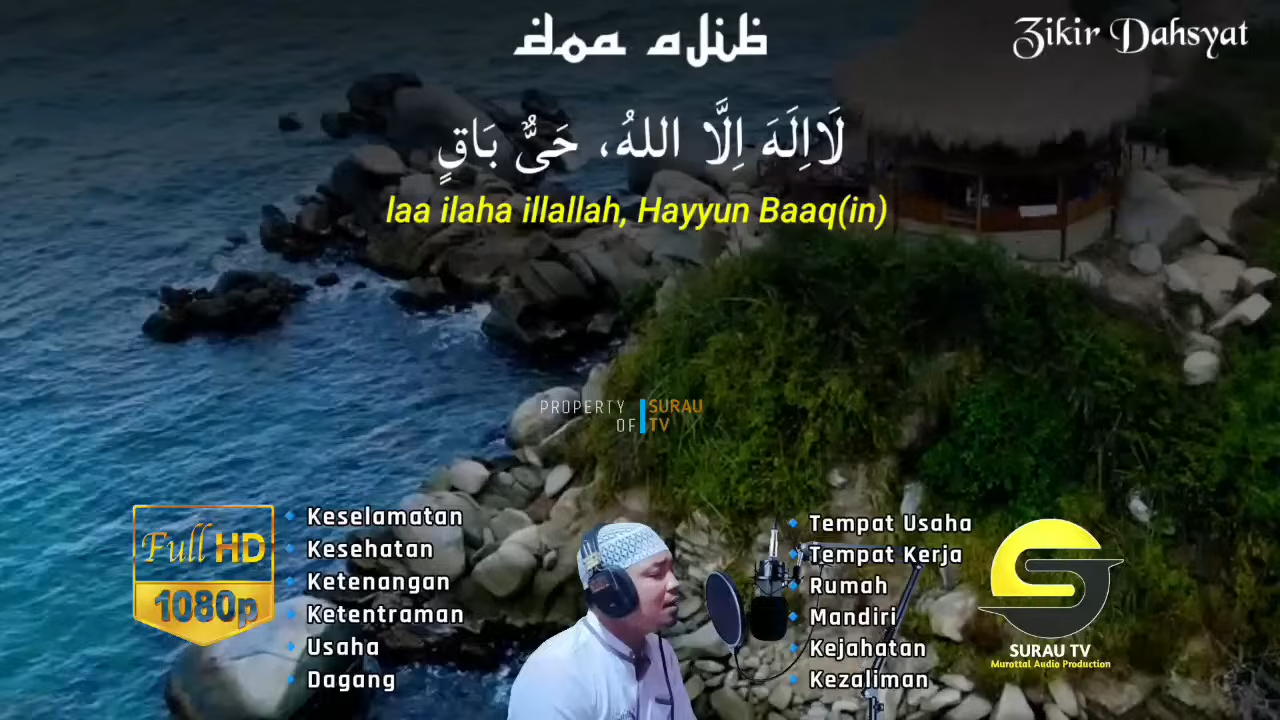 doa ajib
Zikir Dahsyat
لَااِلَهَ اِلَّا اللهُ، حَىٌّ بَاقٍ
laa ilaha illallah, Hayyun Baaq(in)
PROPERTY OF
SURAU TV
Full HD
1080p
Keselamatan
Kesehatan
Ketenangan
Ketentraman
Usaha
Dagang
Tempat Usaha
Tempat Kerja
Rumah
Mandiri
Kejahatan
Kezaliman
SURAU TV
Murottal Audio Production